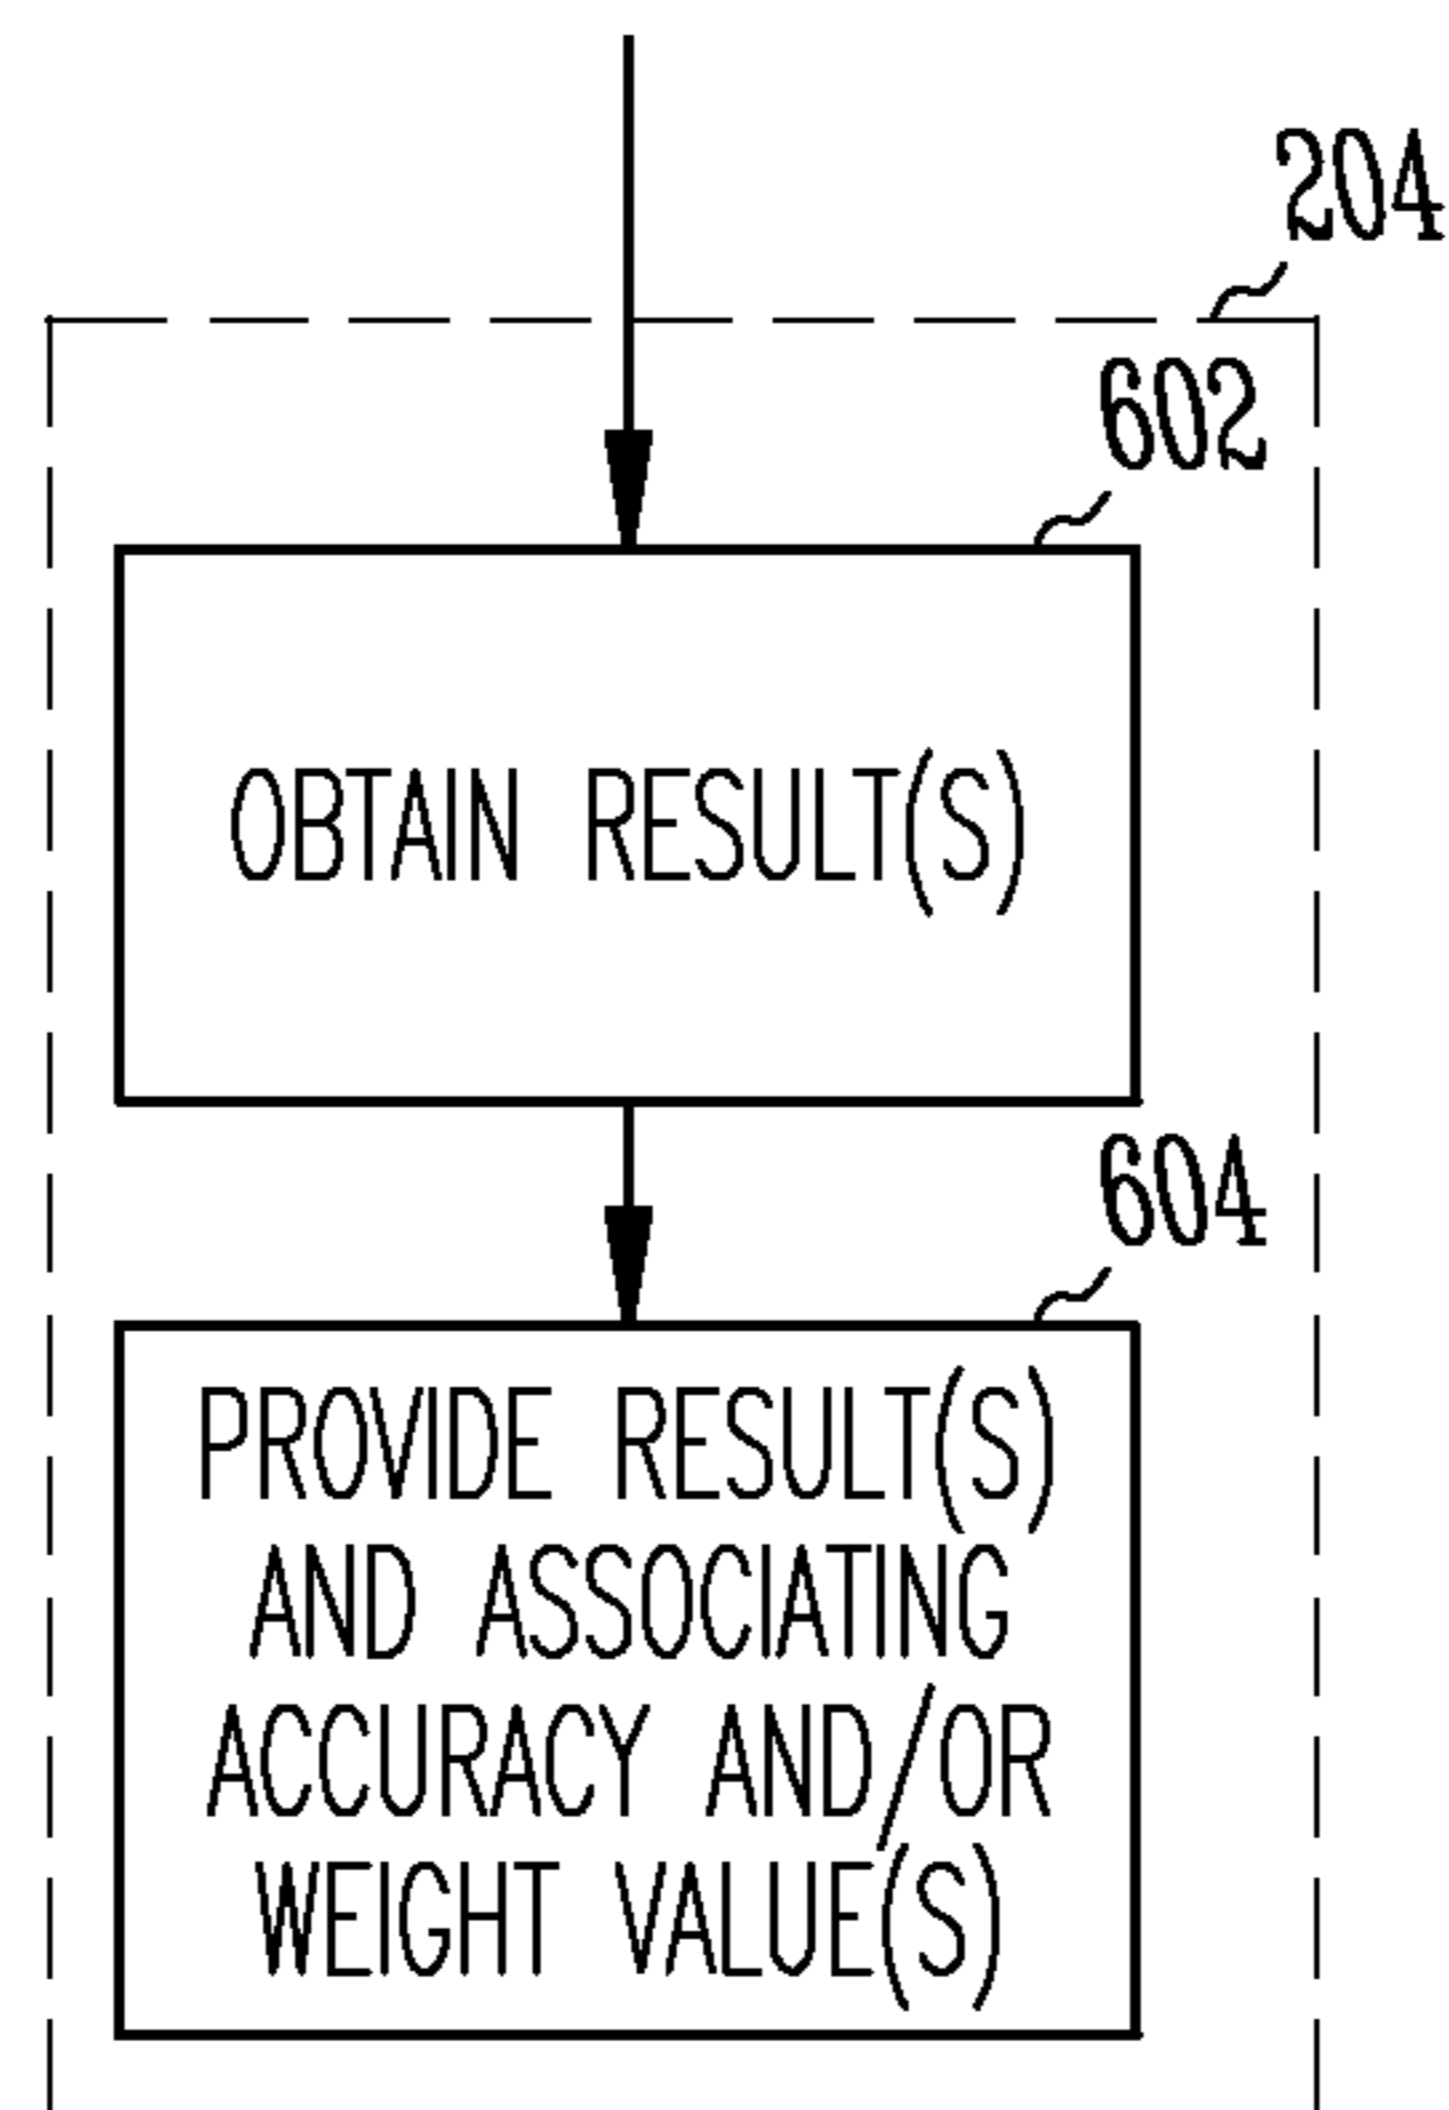 204
602
OBTAIN RESULT(S)
604
PROVIDE RESULT(S)
AND ASSOCIATING
ACCURACY AND/OR
WEIGHT VALUE(S)